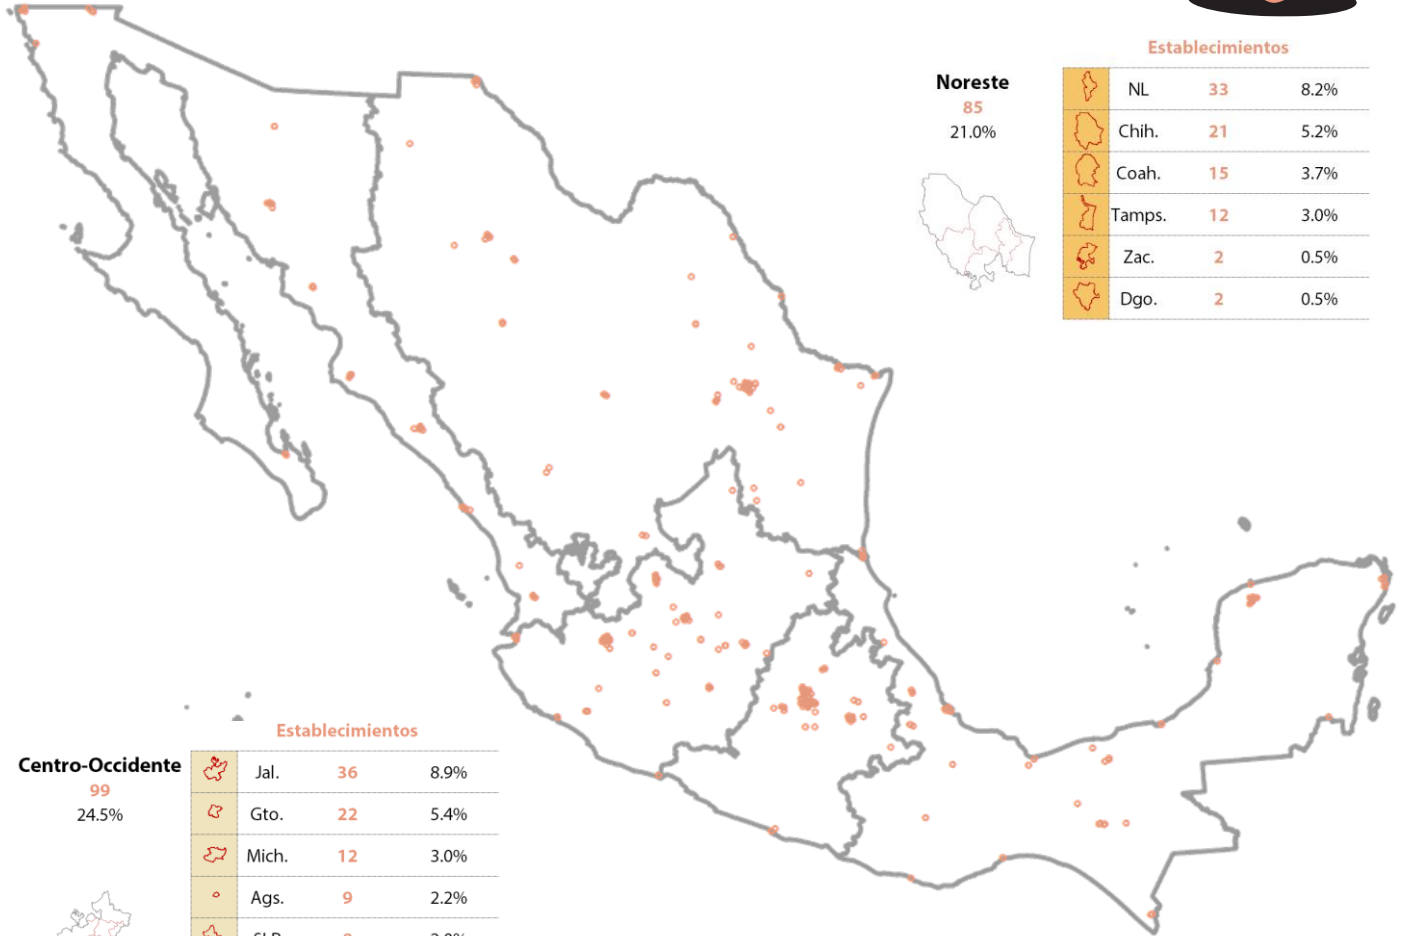 Establecimientos
Noreste
85
21.0%
NL 33 8.2%
Chih. 21 5.2%
Coah. 15 3.7%
Tamps. 12 3.0%
Zac. 2 0.5%
Dgo. 2 0.5%
Establecimientos
Centro-Occidente
99
24.5%
Jal. 36 8.9%
Gto. 22 5.4%
Mich. 12 3.0%
Ags. 9 2.2%